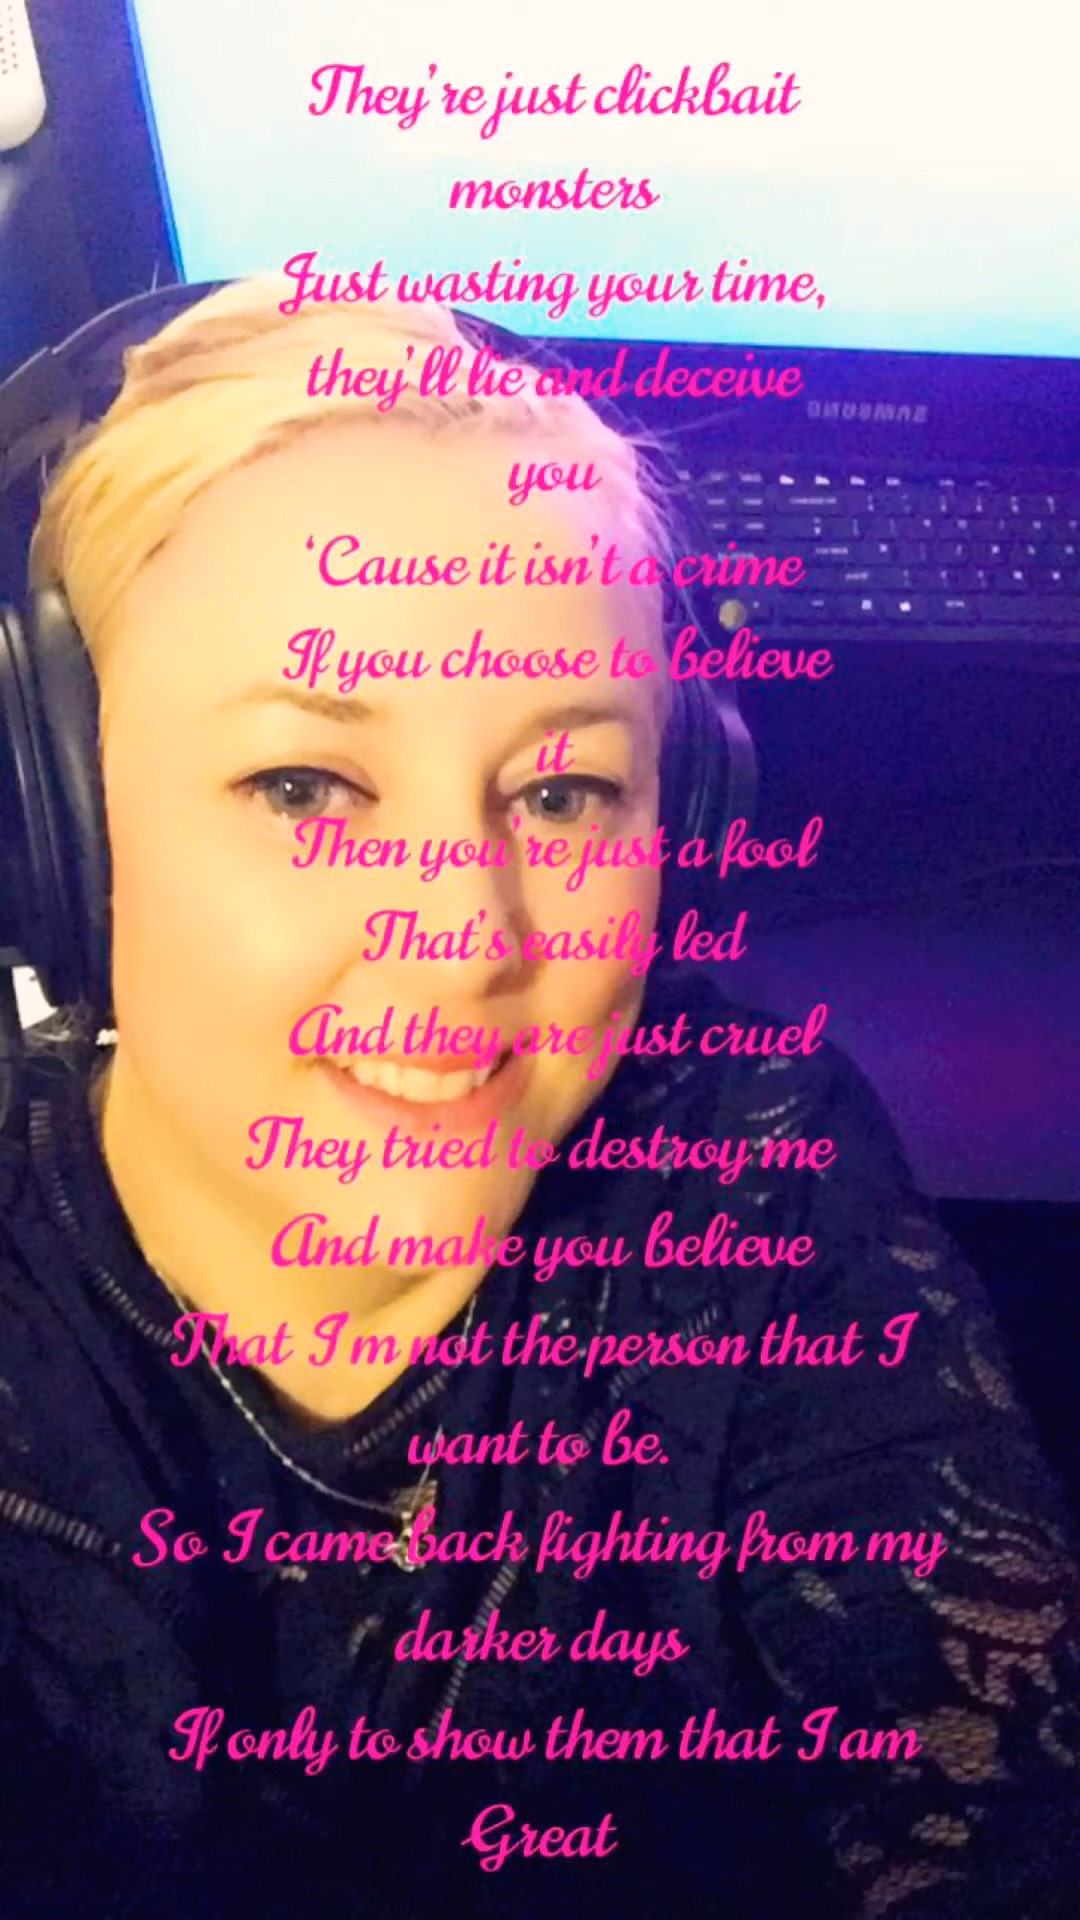 They're just clickbait
monsters
Just wasting your time,
they'll lie and deceive
you
SAMSUNG
‘Cause it isn't a crime
If you choose to believe
it
Then you're just a fool
That's easily led
And they are just cruel
They tried to destroy me
And make you believe
That I'm not the person that I
want to be.
So I came back fighting from my
darker days
If only to show them that I am
Great